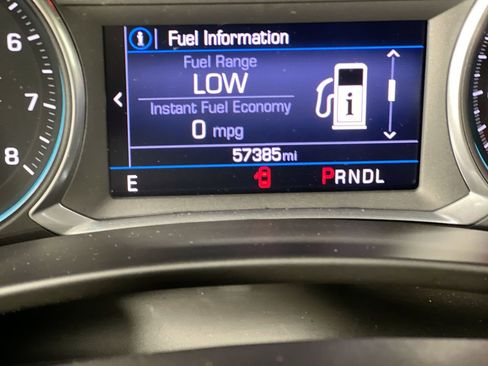 6
7
8
i Fuel Information
Fuel Range
LOW
Instant Fuel Economy
0 mpg
i
57385mi
E PRNDL